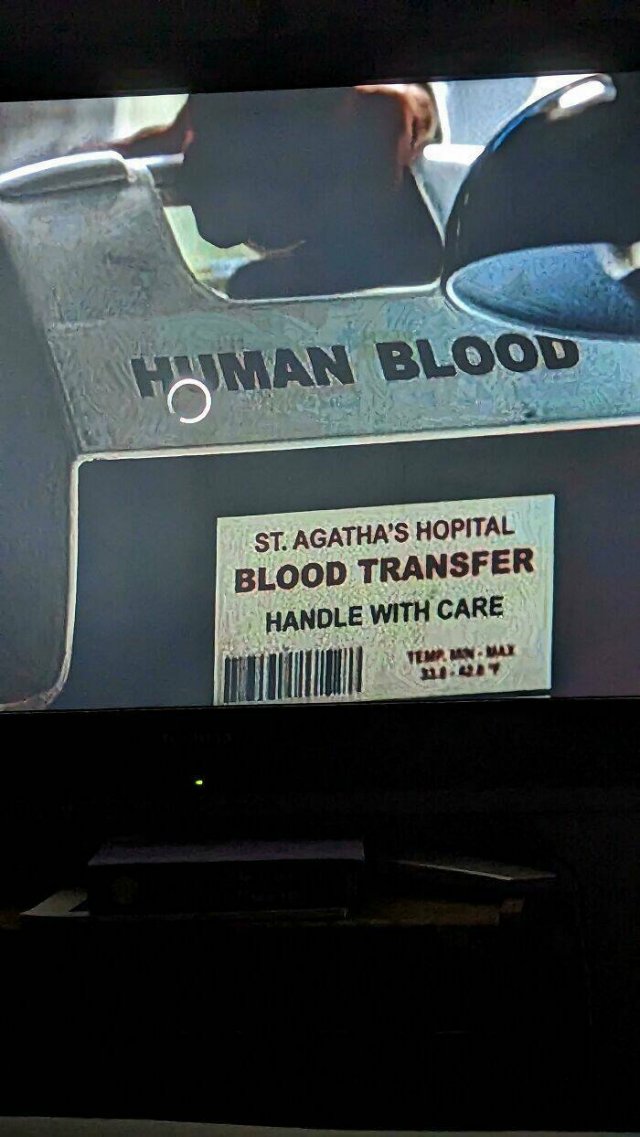 HUMAN BLOOD
ST. AGATHA'S HOPITAL
BLOOD TRANSFER
HANDLE WITH CARE
TEMP. MIN - MAX